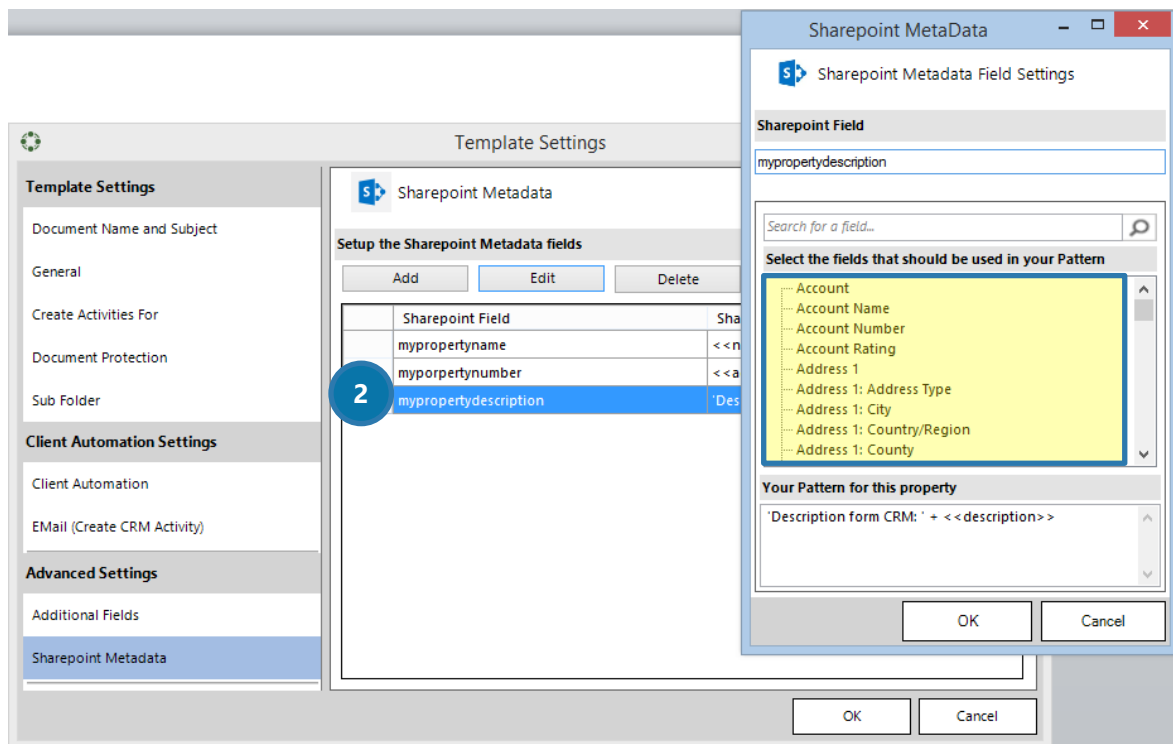 Template Settings
Template Settings
Document Name and Subject
General
Create Activities For
Document Protection
Sub Folder
Client Automation Settings
Client Automation
EMail (Create CRM Activity)
Advanced Settings
Additional Fields
Sharepoint Metadata
Sharepoint Metadata
Setup the Sharepoint Metadata fields
Add Edit Delete
Sharepoint Field Sha
mypropertyname <<n
myporpertynumber <<a
2
mypropertydescription 'Des
OK Cancel
Sharepoint MetaData
Sharepoint Metadata Field Settings
Sharepoint Field
mypropertydescription
Search for a field...
Select the fields that should be used in your Pattern
Account
Account Name
Account Number
Account Rating
Address 1
Address 1: Address Type
Address 1: City
Address 1: Country/Region
Address 1: County
Your Pattern for this property
'Description form CRM: ' + <<description>>
OK Cancel